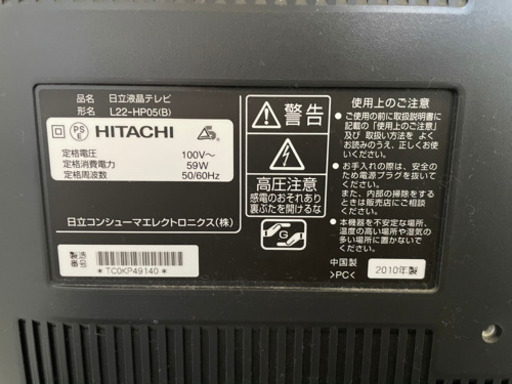 品名 日立液晶テレビ
形名 L22-HP05(B)
PS E HITACHI
定格電圧 100V～
定格消費電力 59W
定格周波数 50/60Hz
日立コンシューマエレクトロニクス(株)
製造番号 * TC0KP49140 *
警告
高圧注意
感電のおそれあり
裏ぶたを開けるな
G
使用上のご注意
●ご使用の前に取扱説明書に
記載の「使用上のご注意」を
お読みいただき、取扱い方をよく
お読みのうえ、正しくお使
いください。
●お手入れの際は、安全の
ため電源プラグを抜いてく
ださい。
また、内部の掃除をする
ときは販売店にご相談く
ださい。
●本機を不安定な場所、
温度の高い場所や湿気の
多い場所に置かないでく
ださい。
中国製
>PC<
2010年製